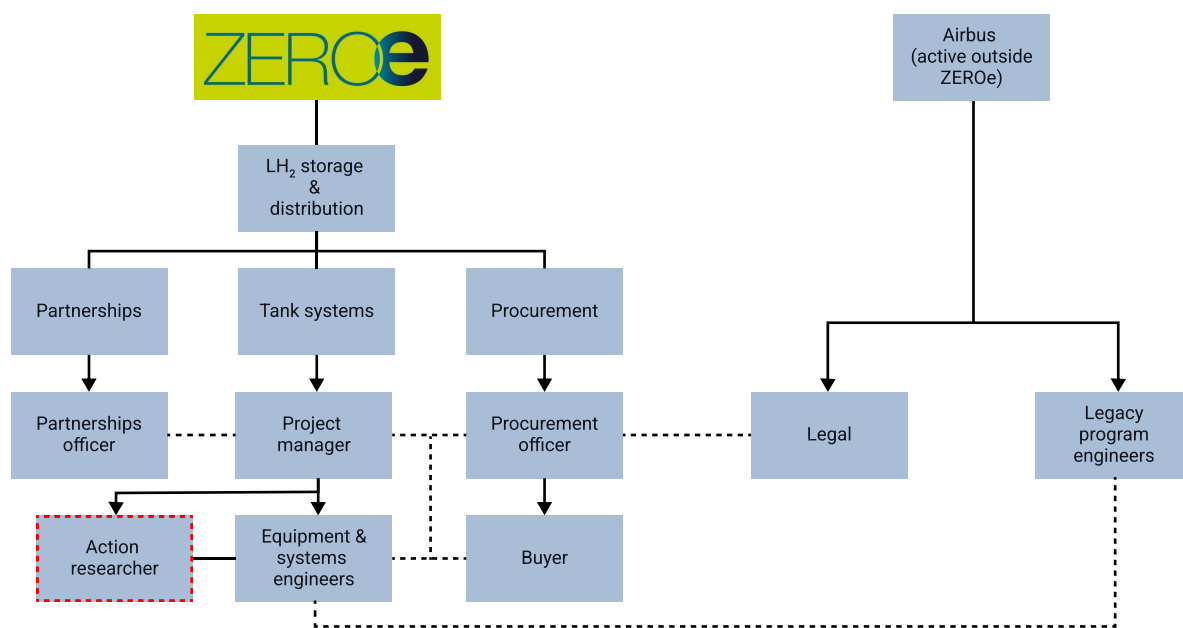 ZEROe
Airbus
(active outside
ZEROe)
LH₂ storage
&
distribution
Partnerships
Tank systems
Procurement
Partnerships
officer
Project
manager
Procurement
officer
Legal
Legacy
program
engineers
Action
researcher
Equipment &
systems
engineers
Buyer